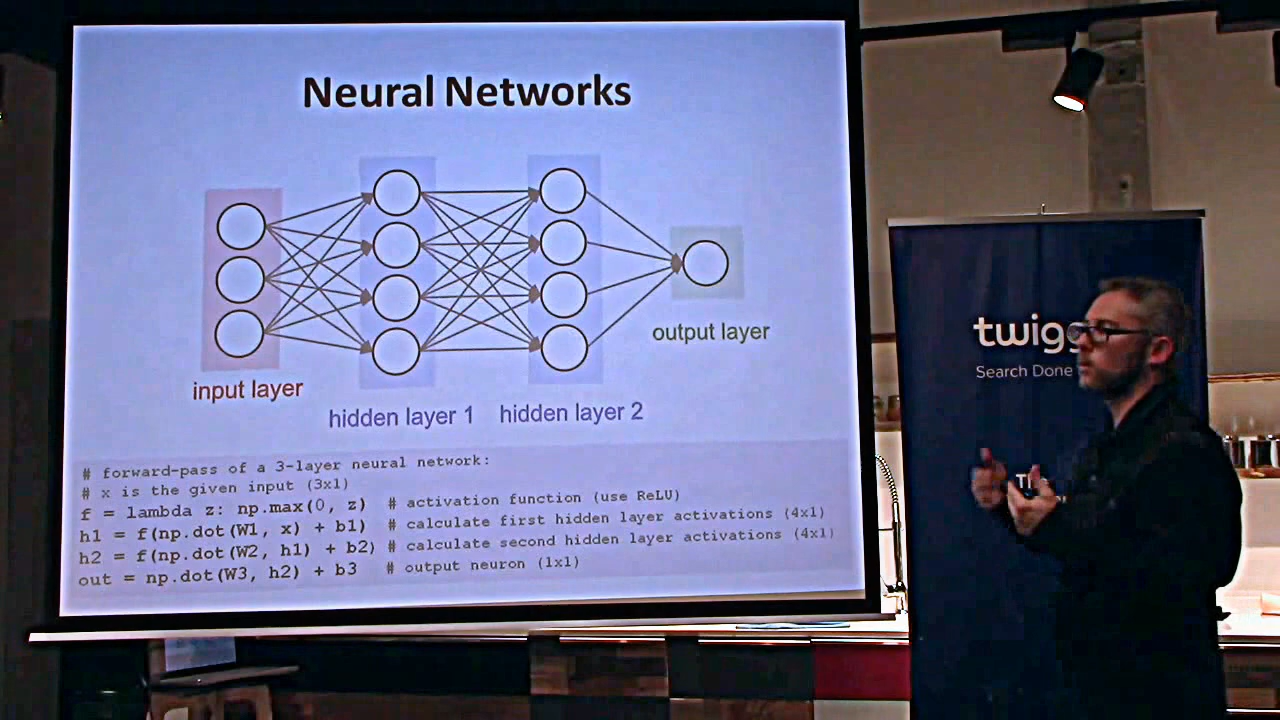 Neural Networks
input layer
hidden layer 1
hidden layer 2
output layer
# forward-pass of a 3-layer neural network:
# x is the given input (3x1)
f = lambda z: np.max(0, z) # activation function (use ReLU)
h1 = f(np.dot(W1, x) + b1) # calculate first hidden layer activations (4x1)
h2 = f(np.dot(W2, h1) + b2) # calculate second hidden layer activations (4x1)
out = np.dot(W3, h2) + b3 # output neuron (1x1)
twigg
Search Done